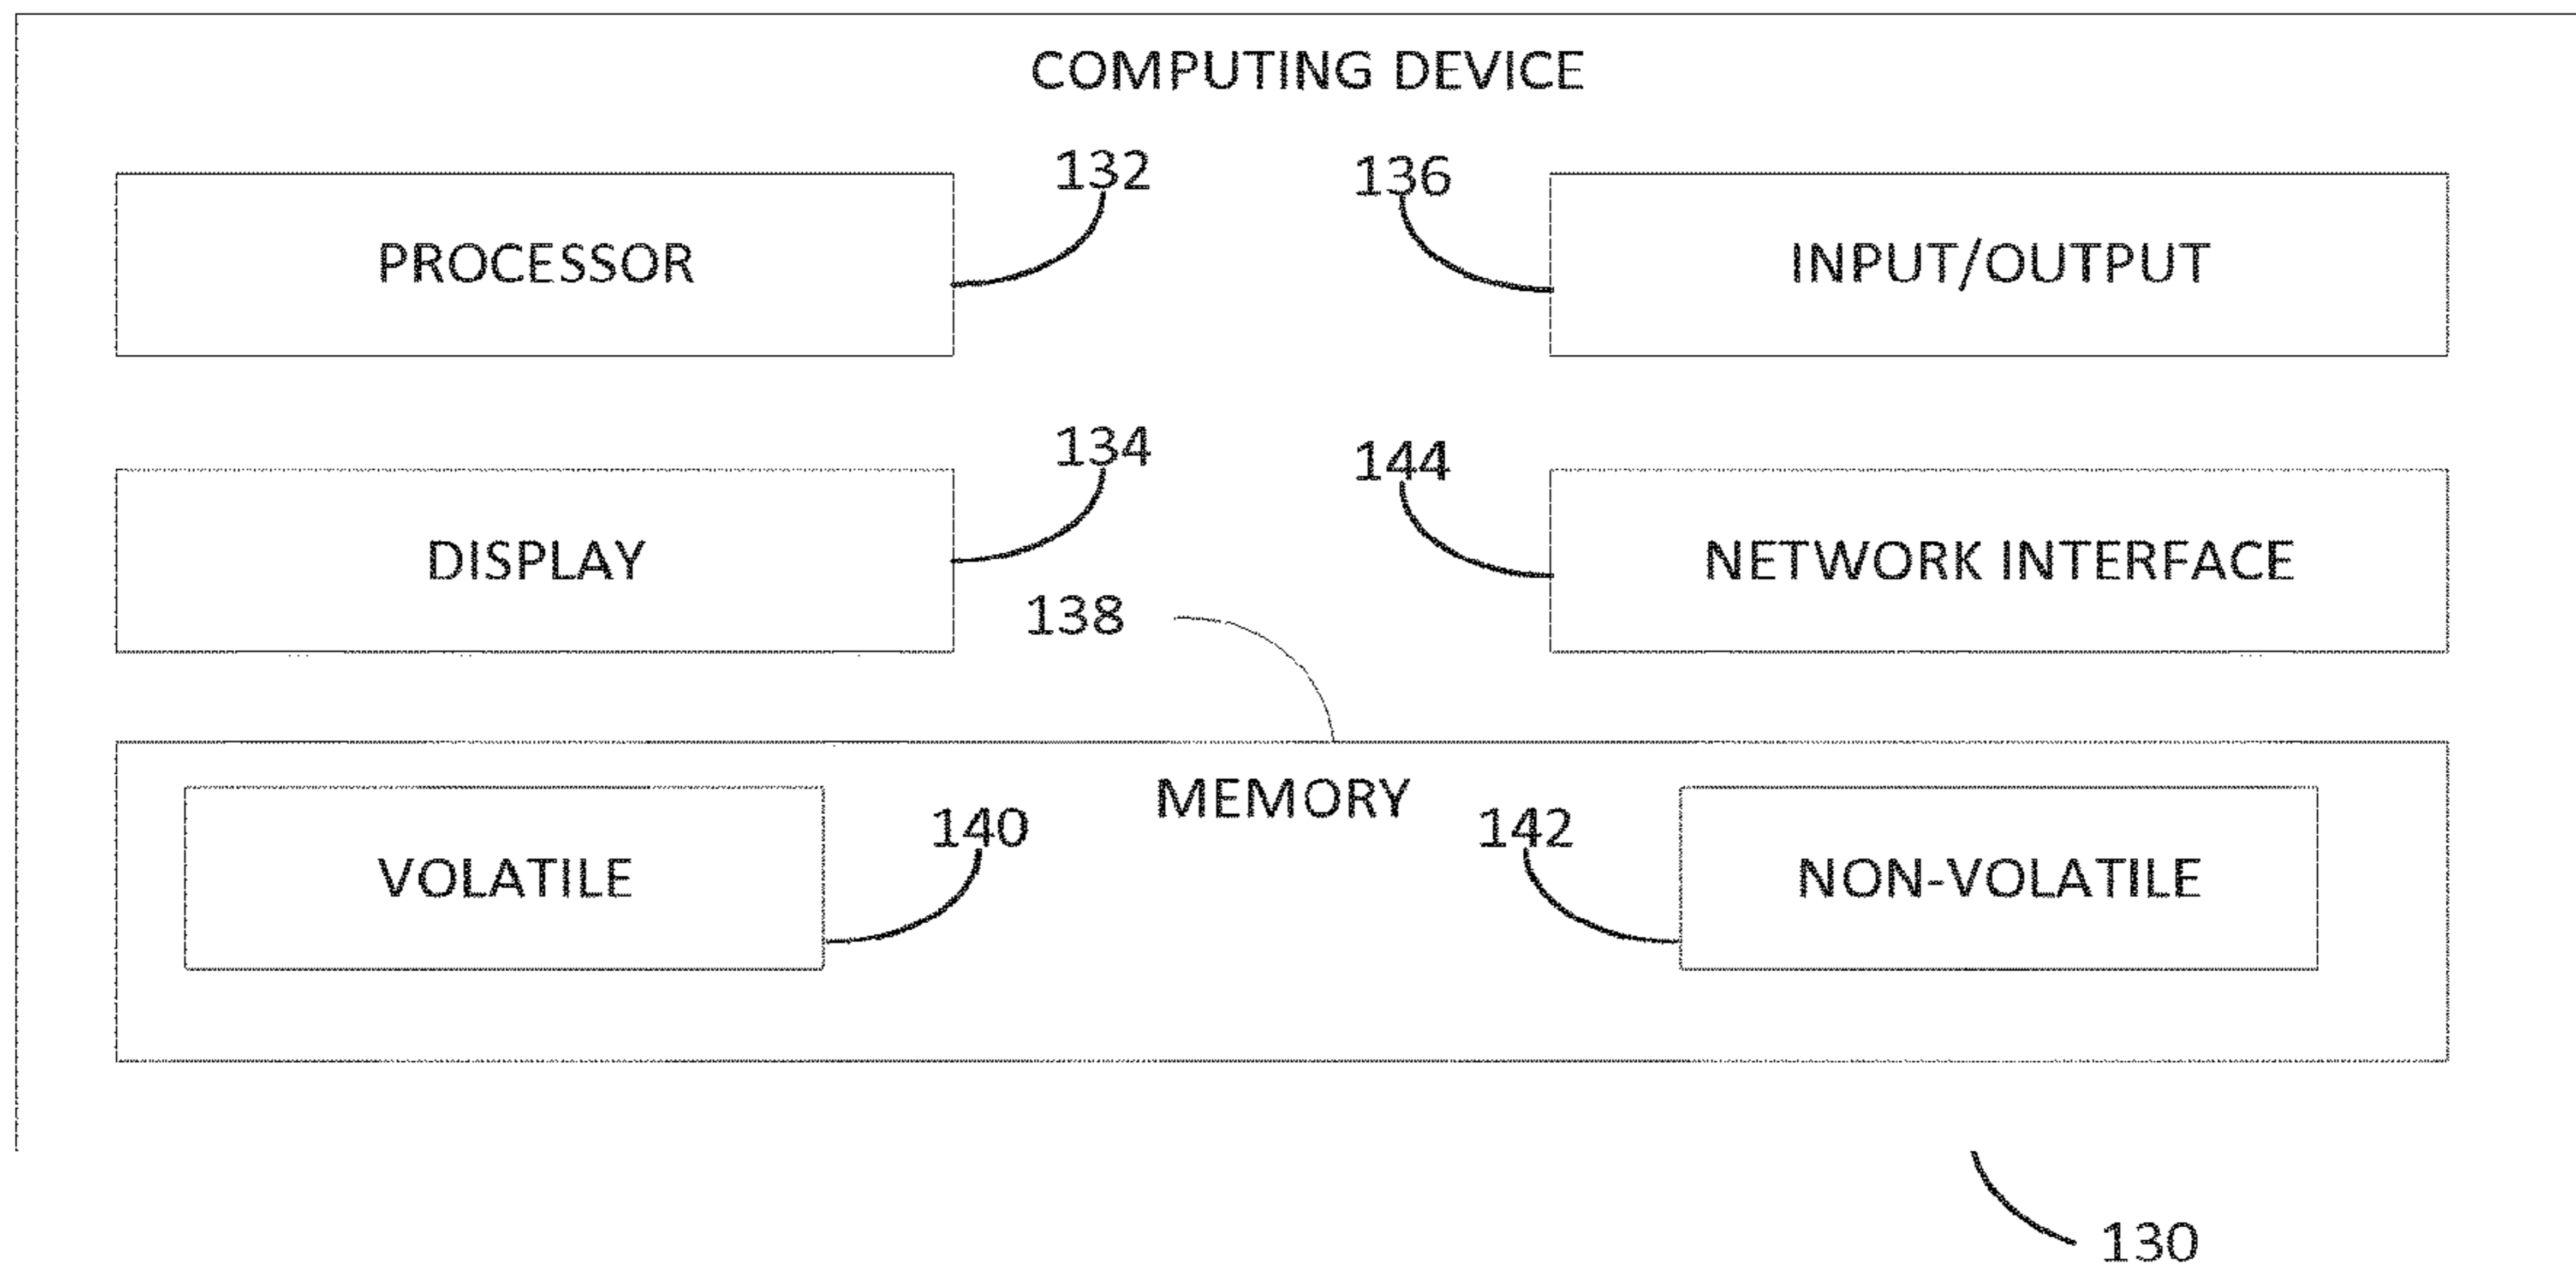 COMPUTING DEVICE
132 136
PROCESSOR INPUT/OUTPUT
134 144
DISPLAY NETWORK INTERFACE
138
MEMORY
140 142
VOLATILE NON-VOLATILE
130